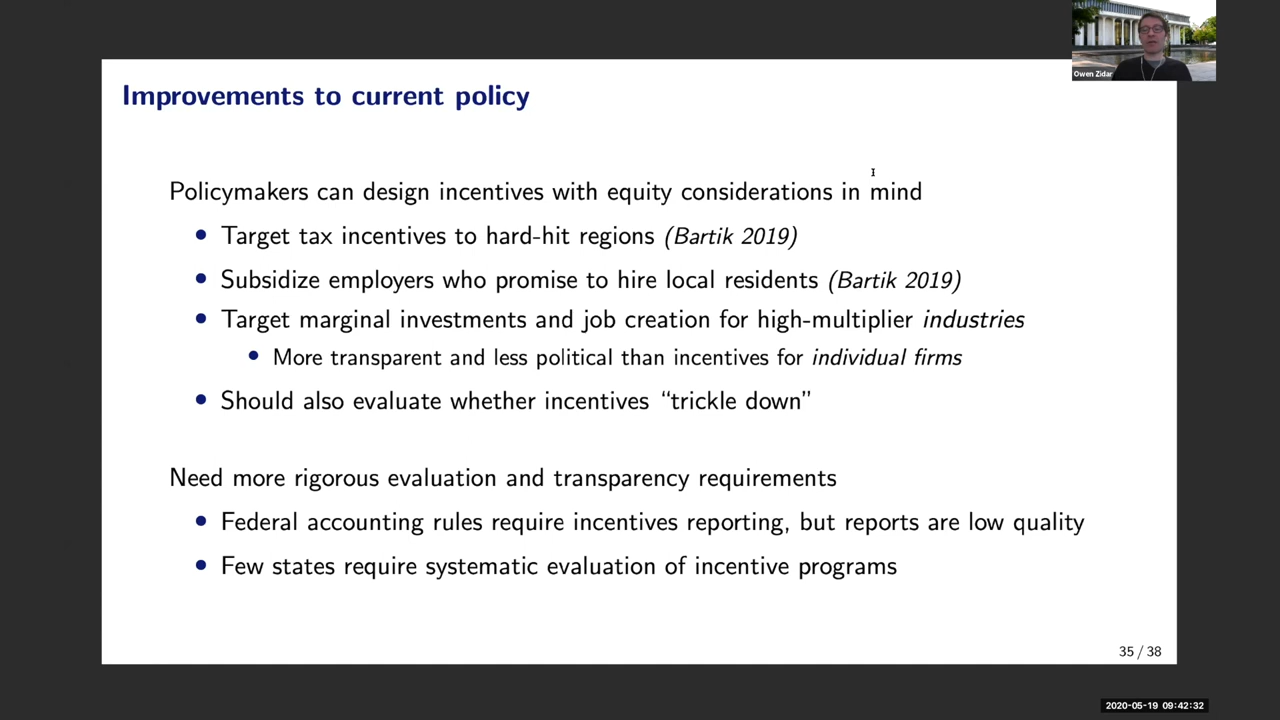 Owen Zidar
Improvements to current policy
Policymakers can design incentives with equity considerations in mind
• Target tax incentives to hard-hit regions (Bartik 2019)
• Subsidize employers who promise to hire local residents (Bartik 2019)
• Target marginal investments and job creation for high-multiplier industries
• More transparent and less political than incentives for individual firms
• Should also evaluate whether incentives “trickle down”
Need more rigorous evaluation and transparency requirements
• Federal accounting rules require incentives reporting, but reports are low quality
• Few states require systematic evaluation of incentive programs
35 / 38
2020-05-19 09:42:32